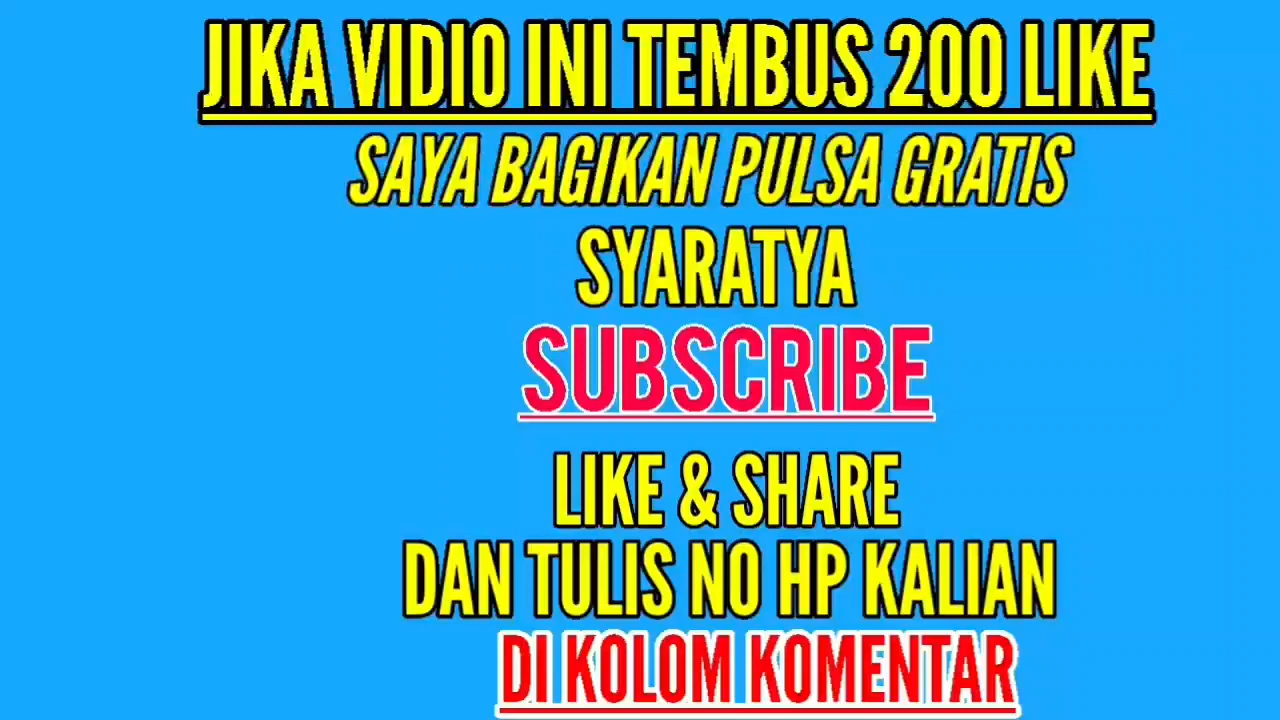 JIKA VIDIO INI TEMBUS 200 LIKE
SAYA BAGIKAN PULSA GRATIS
SYARATYA
SUBSCRIBE
LIKE & SHARE
DAN TULIS NO HP KALIAN
DI KOLOM KOMENTAR